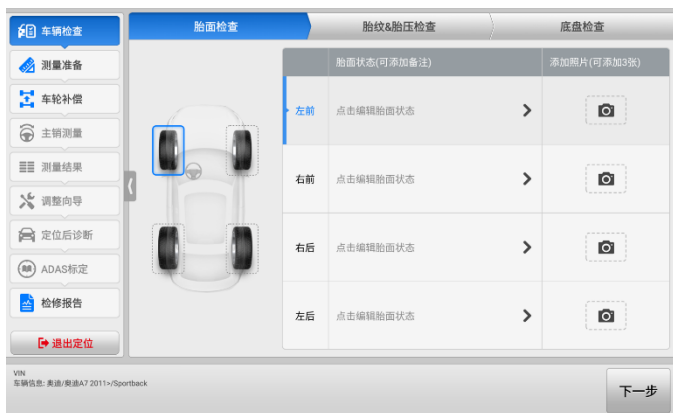 车辆检查
测量准备
车轮补偿
主销测量
测量结果
调整向导
定位后诊断
ADAS标定
检修报告
退出定位
胎面检查
胎纹&胎压检查
底盘检查
胎面状态(可添加备注)
添加照片(可添加3张)
左前
点击编辑胎面状态
右前
点击编辑胎面状态
右后
点击编辑胎面状态
左后
点击编辑胎面状态
VIN
车辆信息: 奥迪/奥迪A7 2011>/Sportback
下一步